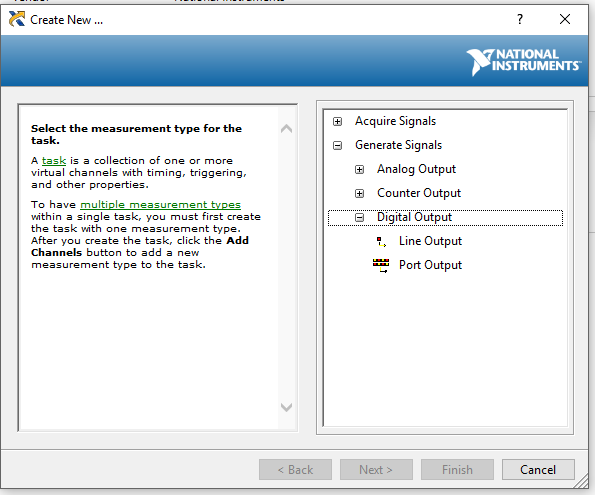 Create New ...
?
NATIONAL
INSTRUMENTS
Select the measurement type for the
task.
A task is a collection of one or more
virtual channels with timing, triggering,
and other properties.
To have multiple measurement types
within a single task, you must first create
the task with one measurement type.
After you create the task, click the Add
Channels button to add a new
measurement type to the task.
Acquire Signals
Generate Signals
Analog Output
Counter Output
Digital Output
Line Output
Port Output
< Back
Next >
Finish
Cancel